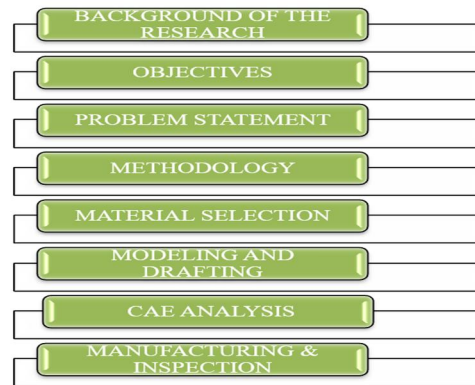 BACKGROUND OF THE
RESEARCH
OBJECTIVES
PROBLEM STATEMENT
METHODOLOGY
MATERIAL SELECTION
MODELING AND
DRAFTING
CAE ANALYSIS
MANUFACTURING &
INSPECTION